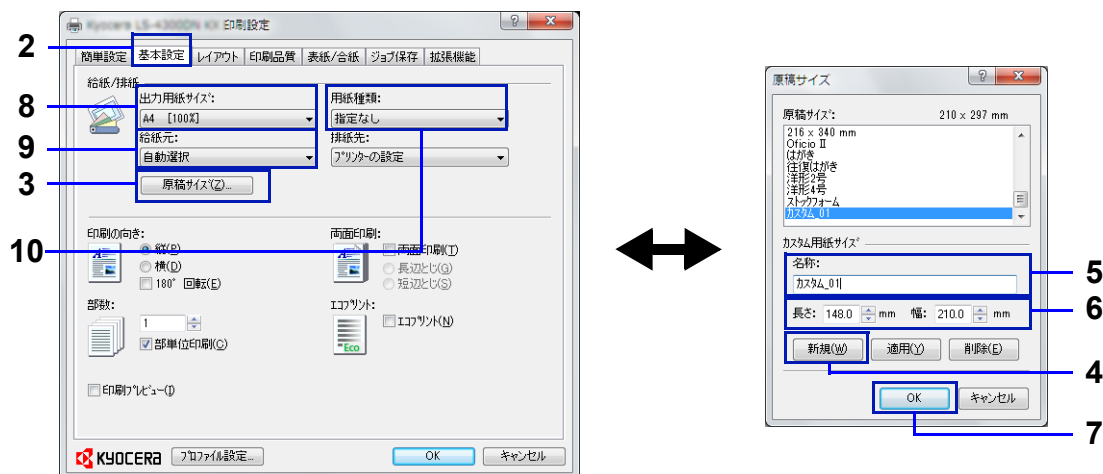 Kyocera LS-4300DN KX 印刷設定
2
簡単設定 基本設定 レイアウト 印刷品質 表紙/合紙 ジョブ保存 拡張機能
給紙/排紙
8
出力用紙サイズ: 用紙種類:
A4 [100%] 指定なし
9
給紙元: 排紙先:
自動選択 プリンターの設定
3
原稿サイズ(Z)...
10
印刷の向き: 両面印刷:
縦(P) 両面印刷(T)
横(D) 長辺とじ(G)
180° 回転(E) 短辺とじ(S)
部数: エコプリント:
1 エコプリント(N)
部単位印刷(C)
Eco
印刷プレビュー(I)
KYOCERA プロファイル設定... OK キャンセル
原稿サイズ
原稿サイズ: 210 x 297 mm
216 x 340 mm
Oficio II
はがき
往復はがき
洋形2号
洋形4号
ストックフォーム
カスタム_01
カスタム用紙サイズ
名称:
5
カスタム_01
6
長さ: 148.0 mm 幅: 210.0 mm
新規(W) 適用(Y) 削除(E)
4
OK キャンセル
7